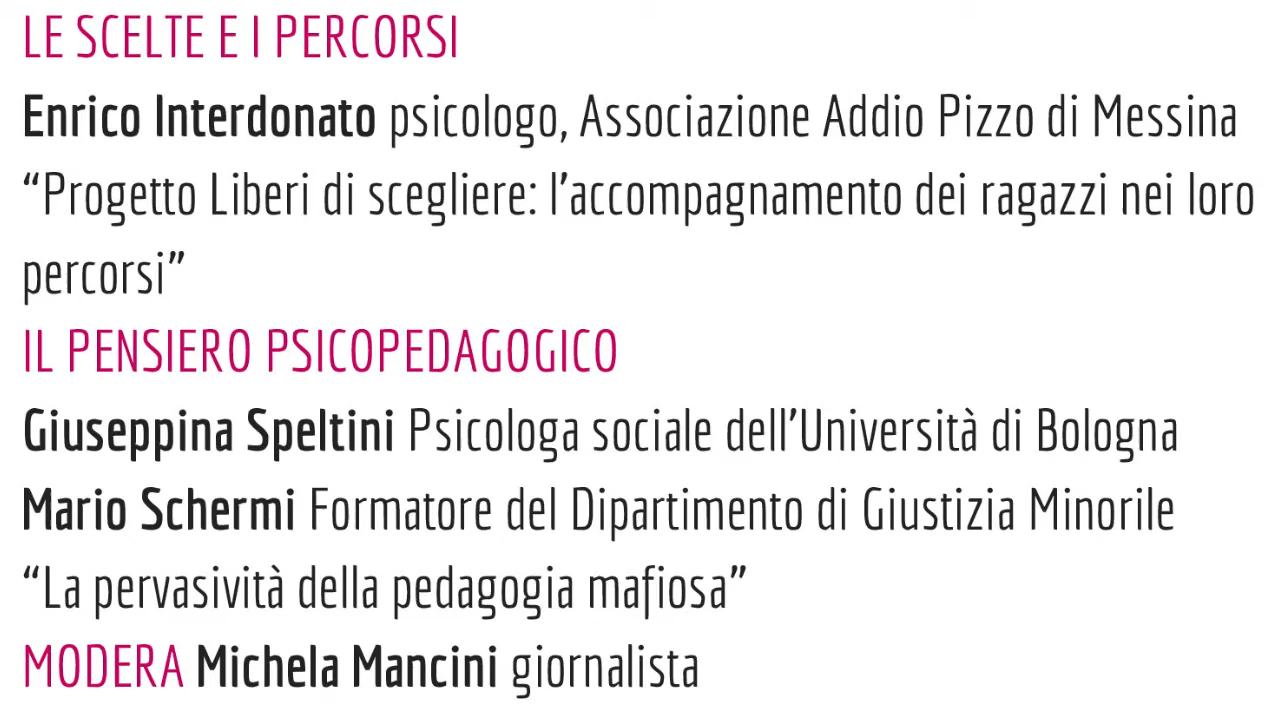 LE SCELTE E I PERCORSI
Enrico Interdonato psicologo, Associazione Addio Pizzo di Messina
“Progetto Liberi di scegliere: l’accompagnamento dei ragazzi nei loro
percorsi”
IL PENSIERO PSICOPEDAGOGICO
Giuseppina Speltini Psicologa sociale dell’Università di Bologna
Mario Schermi Formatore del Dipartimento di Giustizia Minorile
“La pervasività della pedagogia mafiosa”
MODERA Michela Mancini giornalista